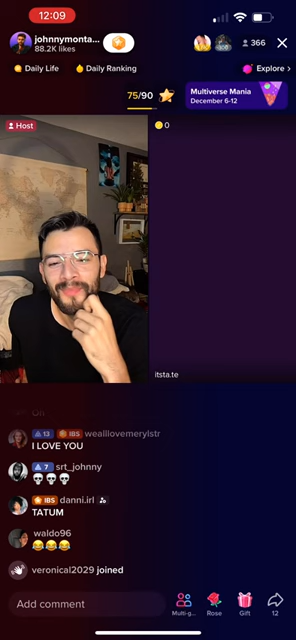 12:09
johnnymonta...
88.2K likes
366
Daily Life
Daily Ranking
Explore >
75/90
Multiverse Mania
December 6-12
Host
0
itsta.te
13 IBS wealllovemerylstr
I LOVE YOU
7 srt_johnny
💀💀💀
IBS danni.irl
TATUM
waldo96
😂😂😂
veronical2029 joined
Add comment
Multi-g...
Rose
Gift
12